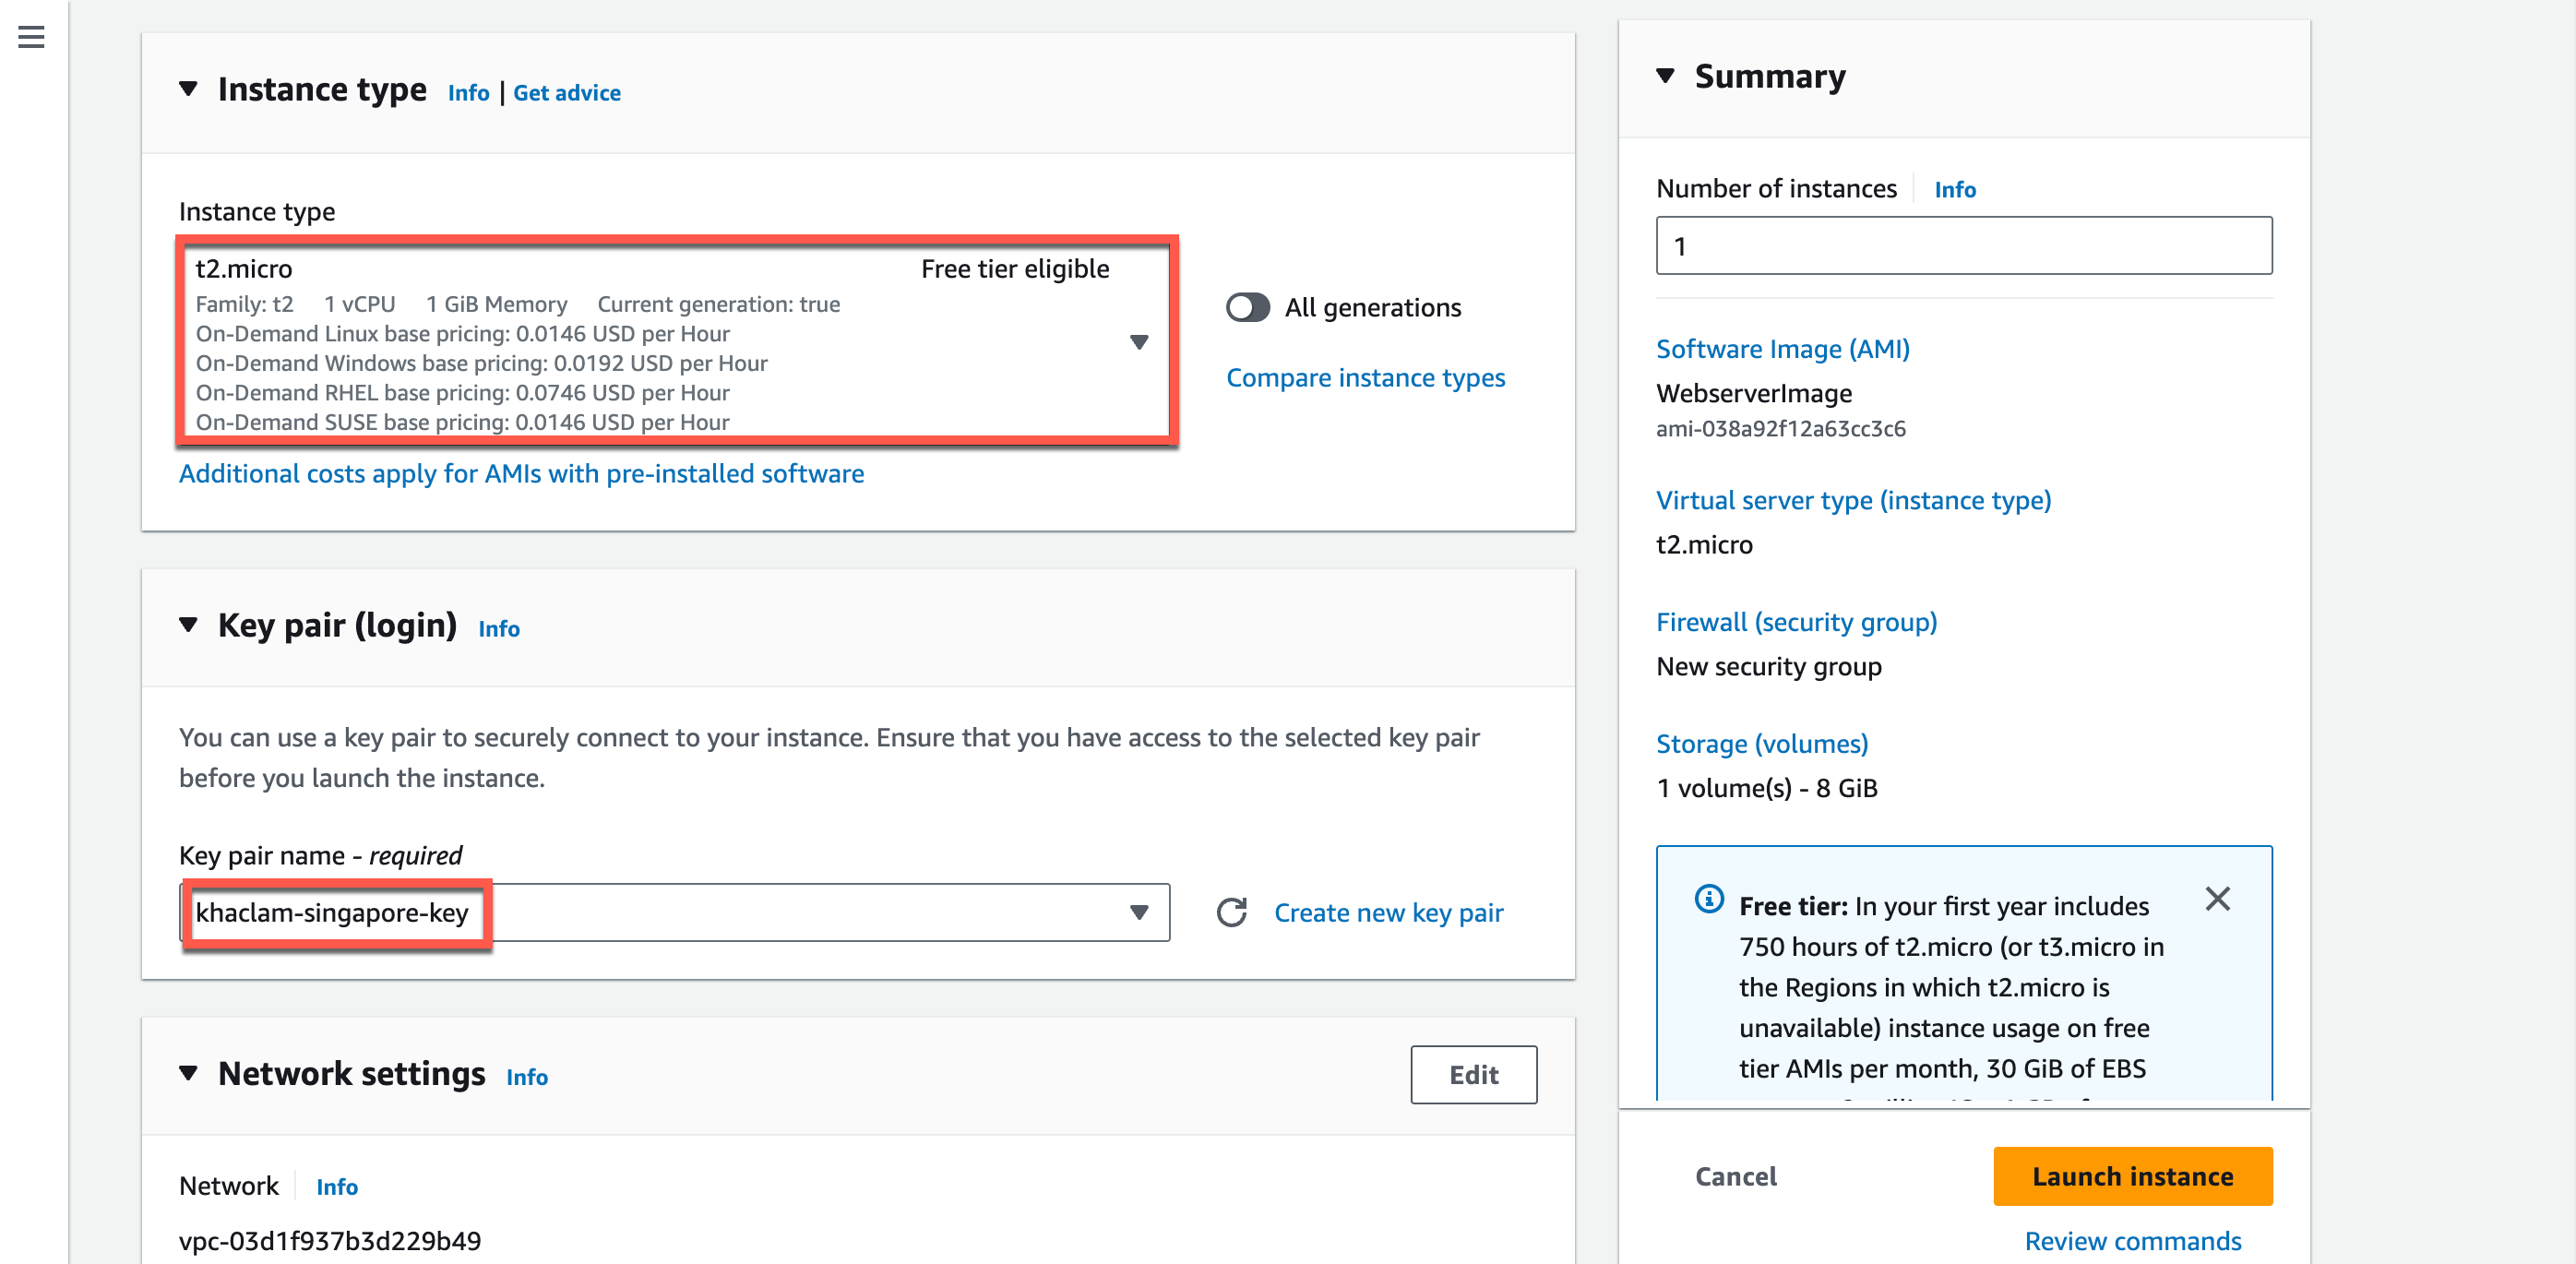 Instance type Info | Get advice
Instance type
t2.micro Free tier eligible
Family: t2 1 vCPU 1 GiB Memory Current generation: true
On-Demand Linux base pricing: 0.0146 USD per Hour
On-Demand Windows base pricing: 0.0192 USD per Hour
On-Demand RHEL base pricing: 0.0746 USD per Hour
On-Demand SUSE base pricing: 0.0146 USD per Hour
All generations
Compare instance types
Additional costs apply for AMIs with pre-installed software
Key pair (login) Info
You can use a key pair to securely connect to your instance. Ensure that you have access to the selected key pair
before you launch the instance.
Key pair name - required
khaclam-singapore-key
Create new key pair
Network settings Info
Edit
Network Info
vpc-03d1f937b3d229b49
Summary
Number of instances Info
1
Software Image (AMI)
WebserverImage
ami-038a92f12a63cc3c6
Virtual server type (instance type)
t2.micro
Firewall (security group)
New security group
Storage (volumes)
1 volume(s) - 8 GiB
Free tier: In your first year includes
750 hours of t2.micro (or t3.micro in
the Regions in which t2.micro is
unavailable) instance usage on free
tier AMIs per month, 30 GiB of EBS
Cancel
Launch instance
Review commands